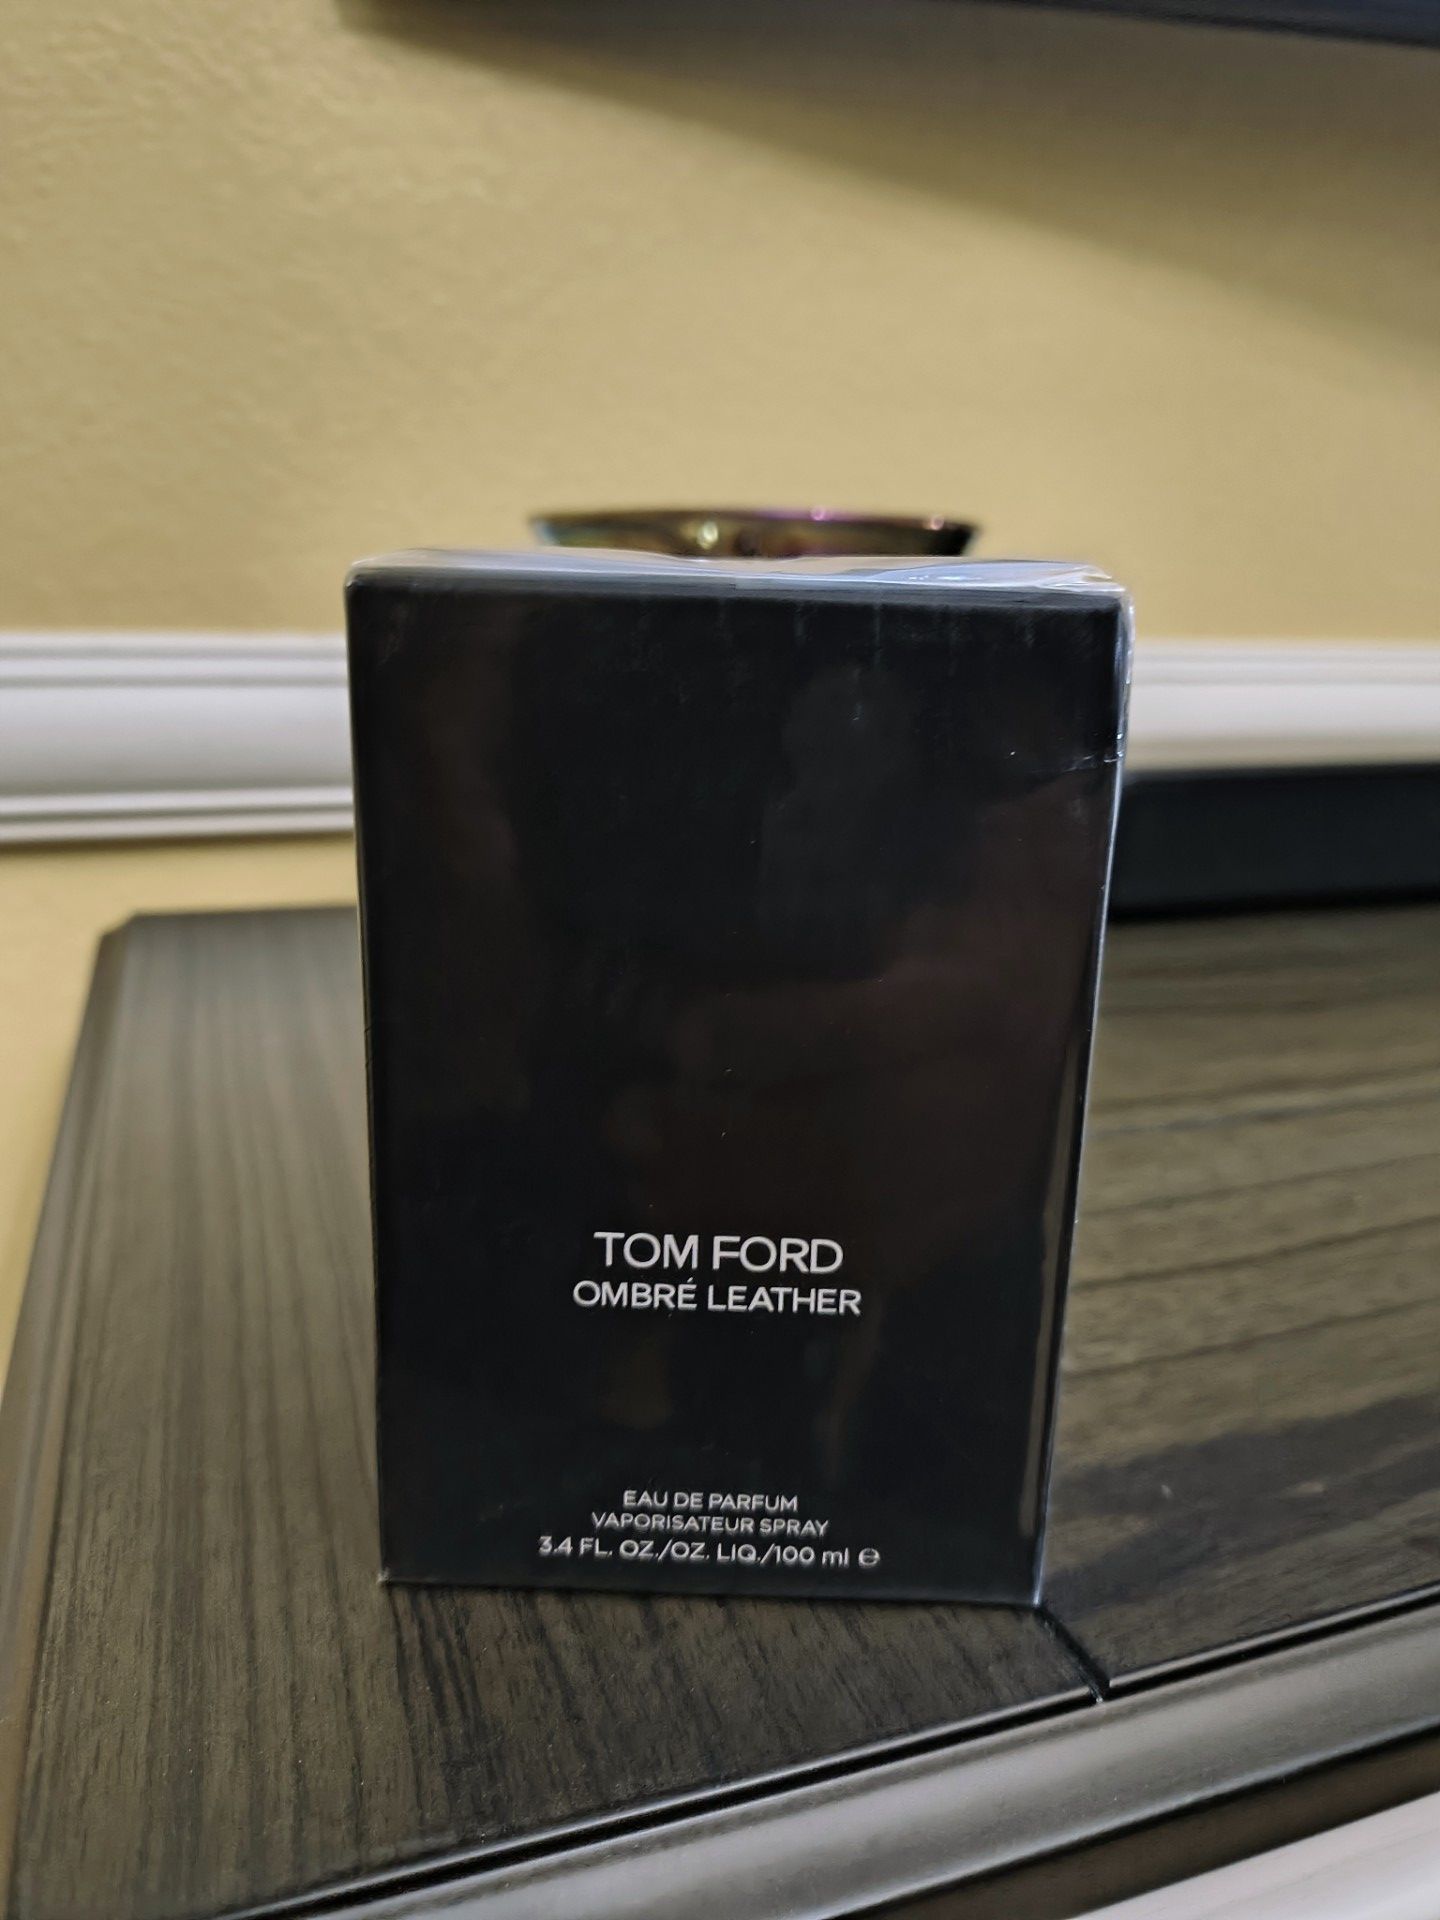 TOM FORD
OMBRÉ LEATHER
EAU DE PARFUM
VAPORISATEUR SPRAY
3.4 FL. OZ./OZ. LIQ./100 ml ℮